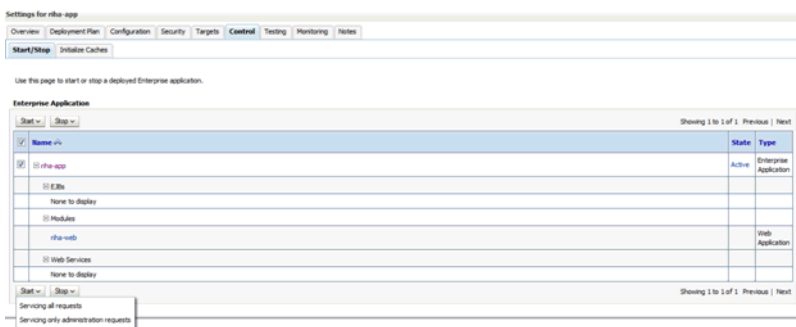 Settings for riha-app
Overview Deployment Plan Configuration Security Targets Control Testing Monitoring Notes
Start/Stop Initialize Caches
Use this page to start or stop a deployed Enterprise application.
Enterprise Application
Start Stop Showing 1 to 1 of 1 Previous | Next
Name State Type
riha-app Active Enterprise Application
EJBs
None to display
Modules
riha-web Web Application
Web Services
None to display
Start Stop Showing 1 to 1 of 1 Previous | Next
Servicing all requests
Servicing only administration requests